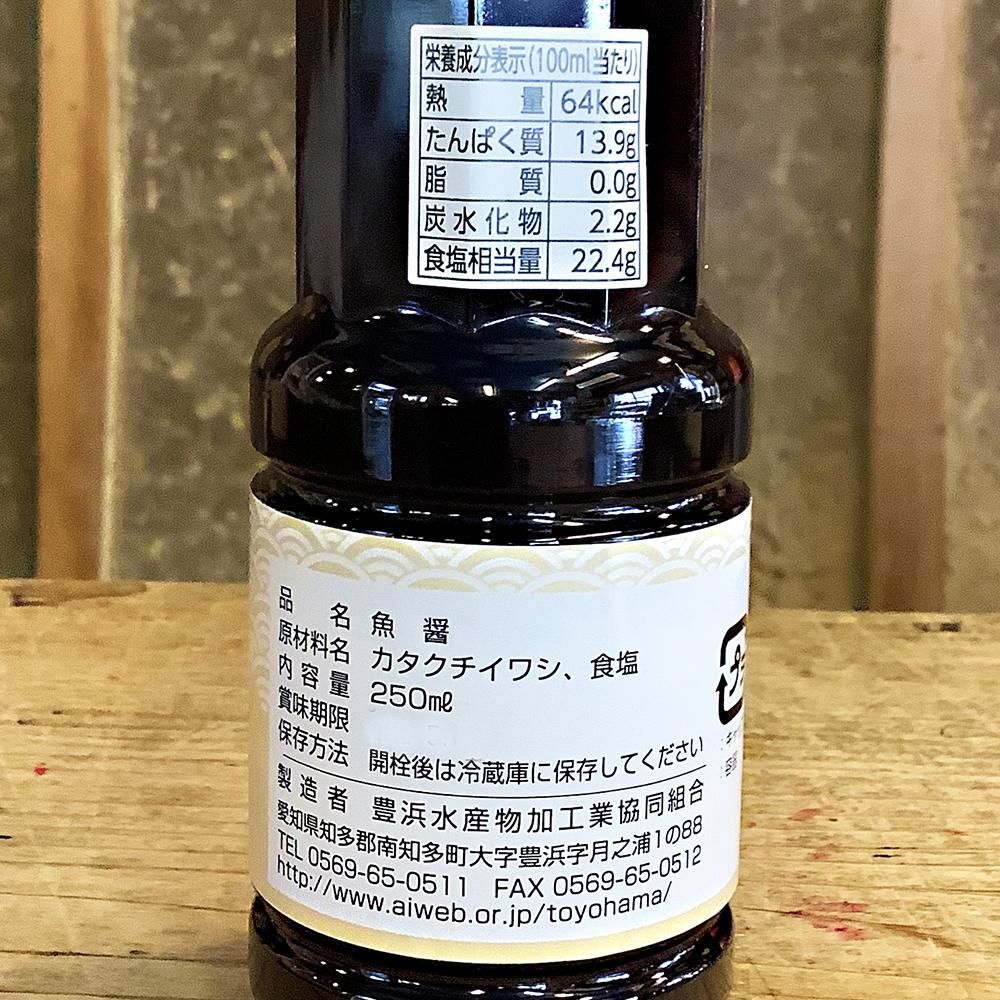 栄養成分表示(100ml当たり)
熱量 64kcal
たんぱく質 13.9g
脂質 0.0g
炭水化物 2.2g
食塩相当量 22.4g
品名 魚醤
原材料名 カタクチイワシ、食塩
内容量 250㎖
賞味期限
保存方法 開栓後は冷蔵庫に保存してください
製造者 豊浜水産物加工業協同組合
愛知県知多郡南知多町大字豊浜字月之浦1の88
TEL 0569-65-0511 FAX 0569-65-0512
http://www.aiweb.or.jp/toyohama/
プラ